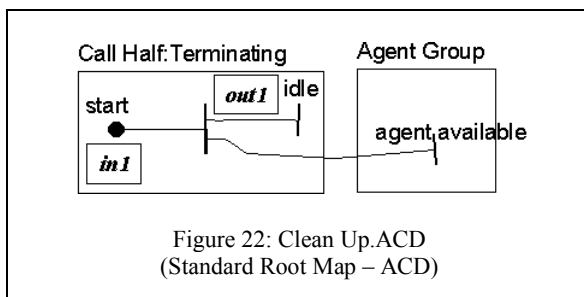 Call Half:Terminating
Agent Group
out1
idle
start
agent available
in1
Figure 22: Clean Up.ACD
(Standard Root Map – ACD)